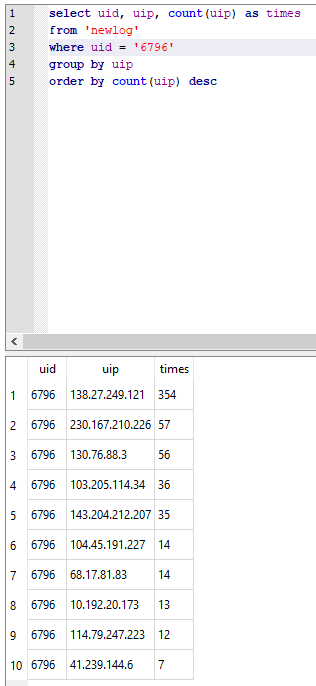 1 select uid, uip, count(uip) as times
2 from 'newlog'
3 where uid = '6796'
4 group by uip
5 order by count(uip) desc
uid uip times
1 6796 138.27.249.121 354
2 6796 230.167.210.226 57
3 6796 130.76.88.3 56
4 6796 103.205.114.34 36
5 6796 143.204.212.207 35
6 6796 104.45.191.227 14
7 6796 68.17.81.83 14
8 6796 10.192.20.173 13
9 6796 114.79.247.223 12
10 6796 41.239.144.6 7